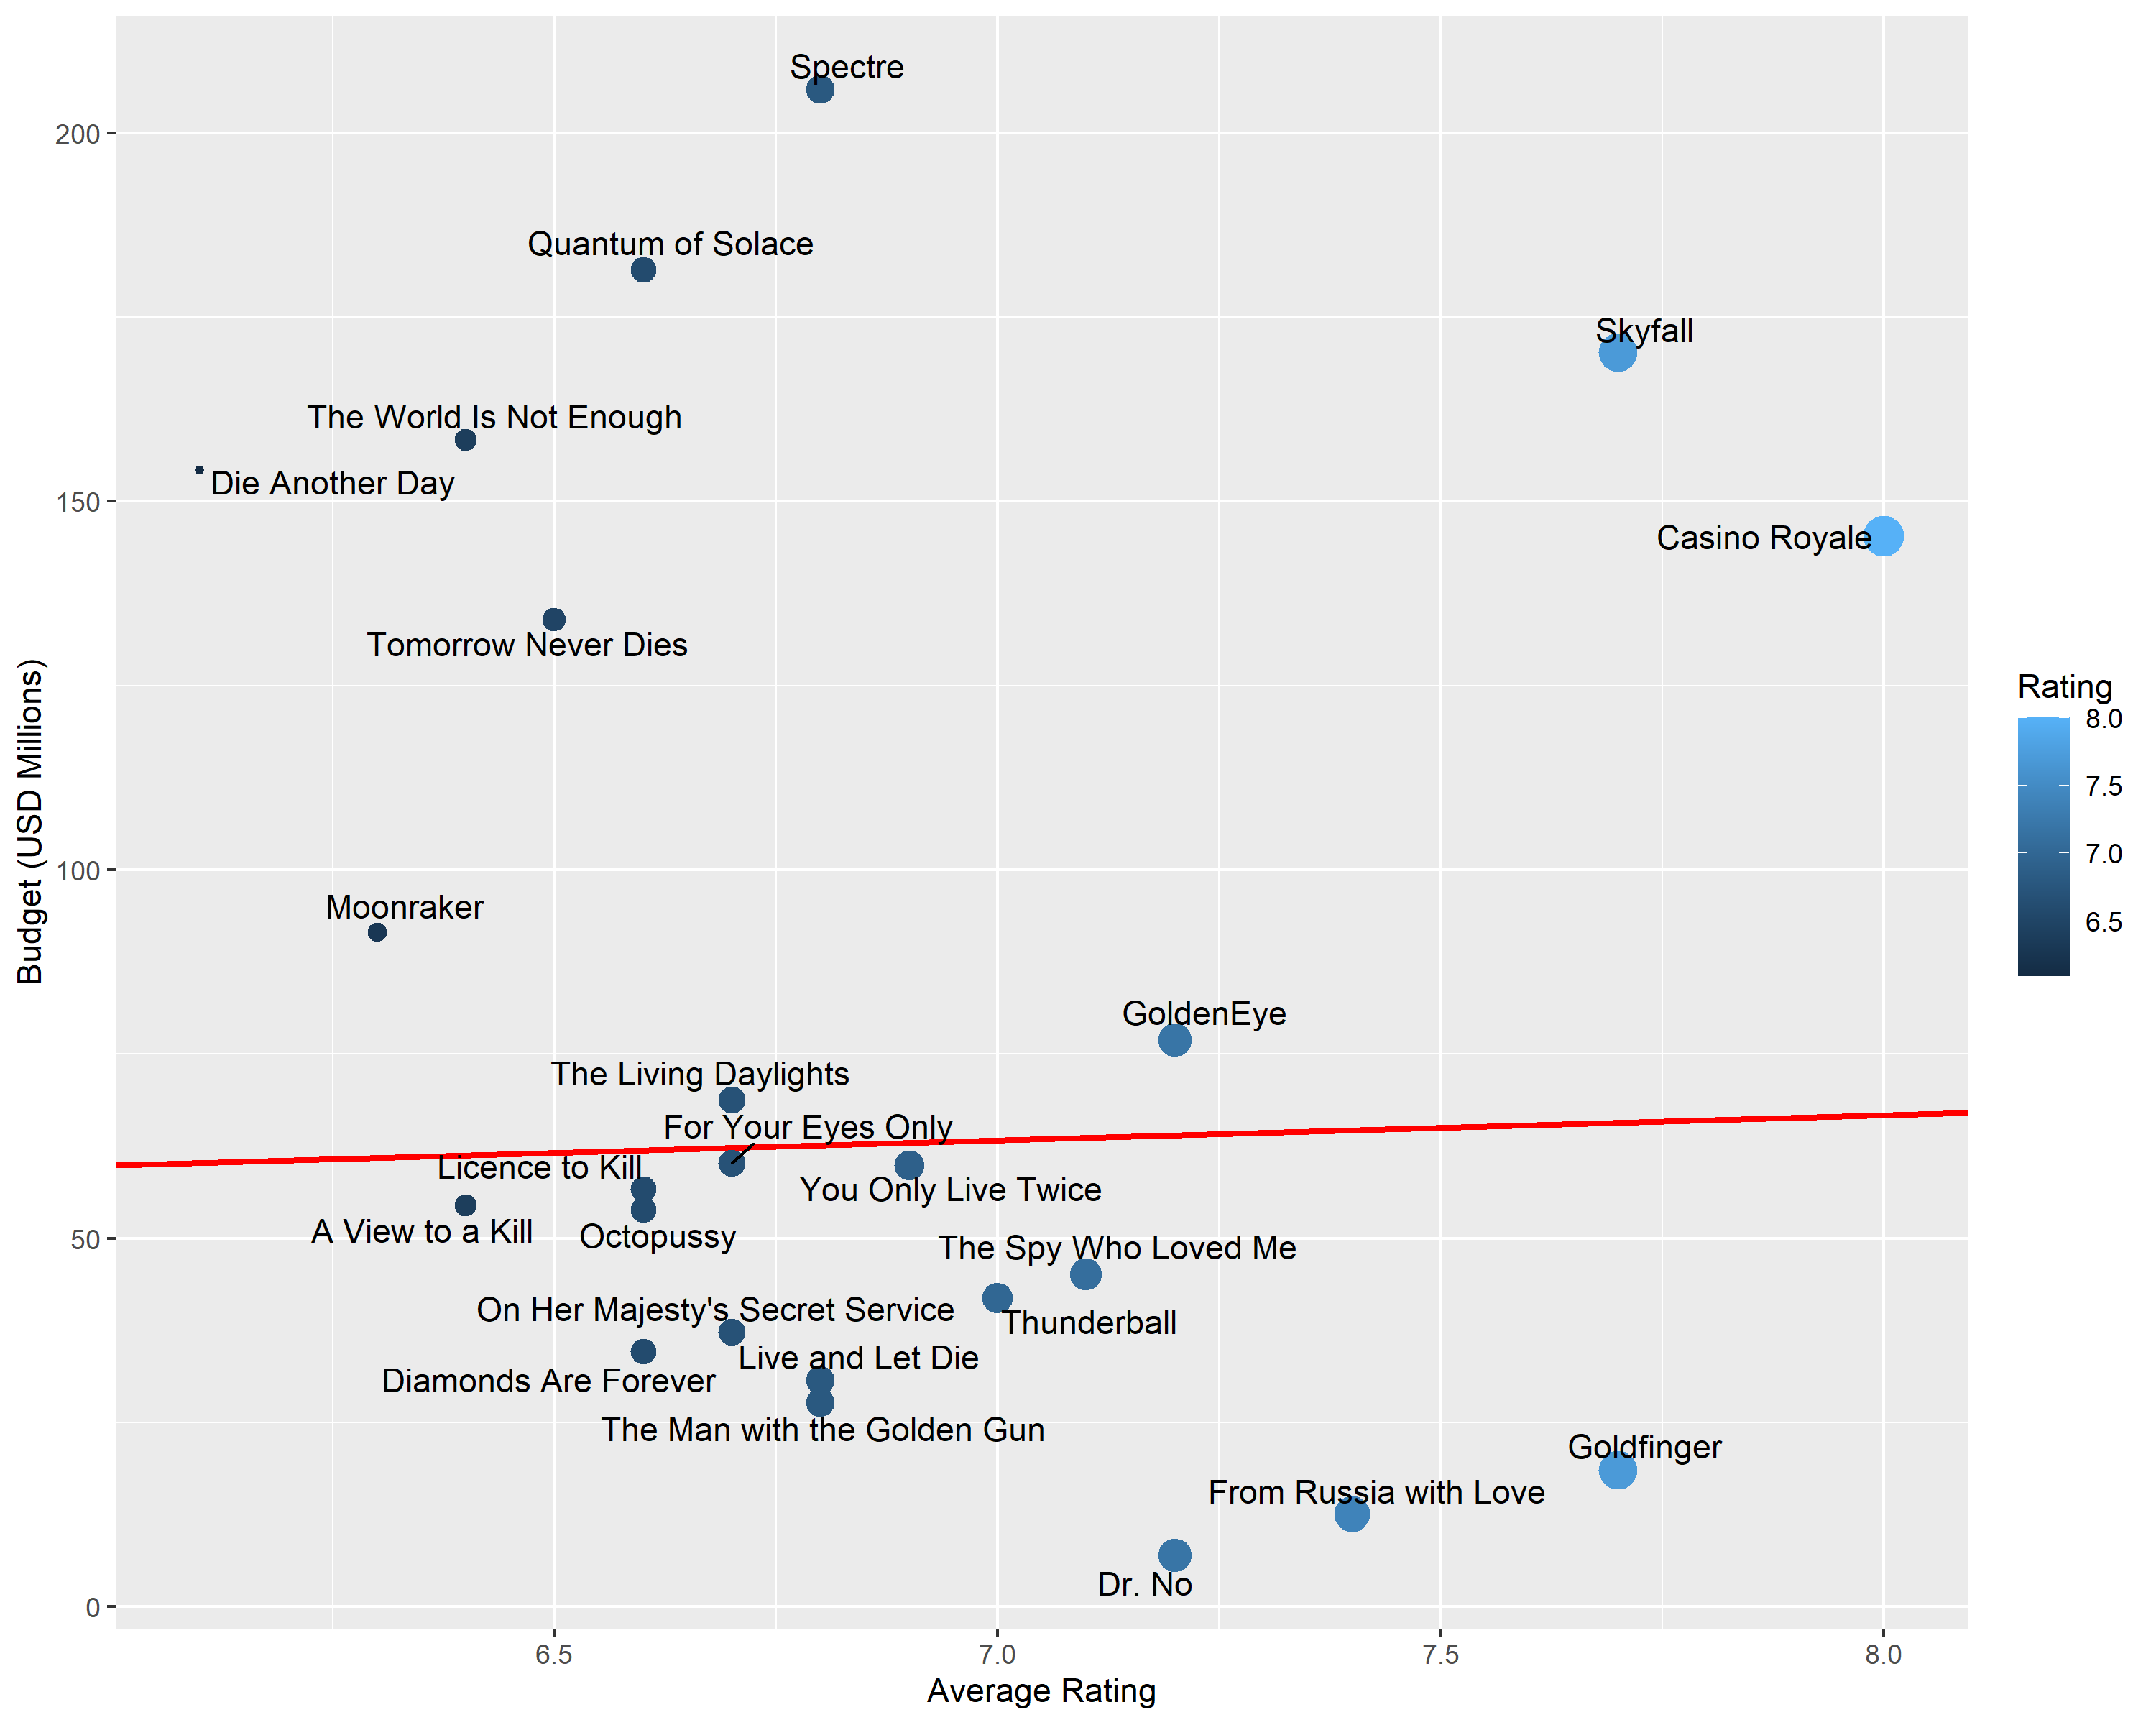 Spectre
200
Quantum of Solace
Skyfall
The World Is Not Enough
Die Another Day
150
Casino Royale
Tomorrow Never Dies
Budget (USD Millions)
Rating
8.0
7.5
7.0
6.5
100
Moonraker
GoldenEye
The Living Daylights
For Your Eyes Only
Licence to Kill
You Only Live Twice
A View to a Kill
Octopussy
50
The Spy Who Loved Me
On Her Majesty's Secret Service
Thunderball
Live and Let Die
Diamonds Are Forever
The Man with the Golden Gun
Goldfinger
From Russia with Love
Dr. No
0
6.5
7.0
7.5
8.0
Average Rating